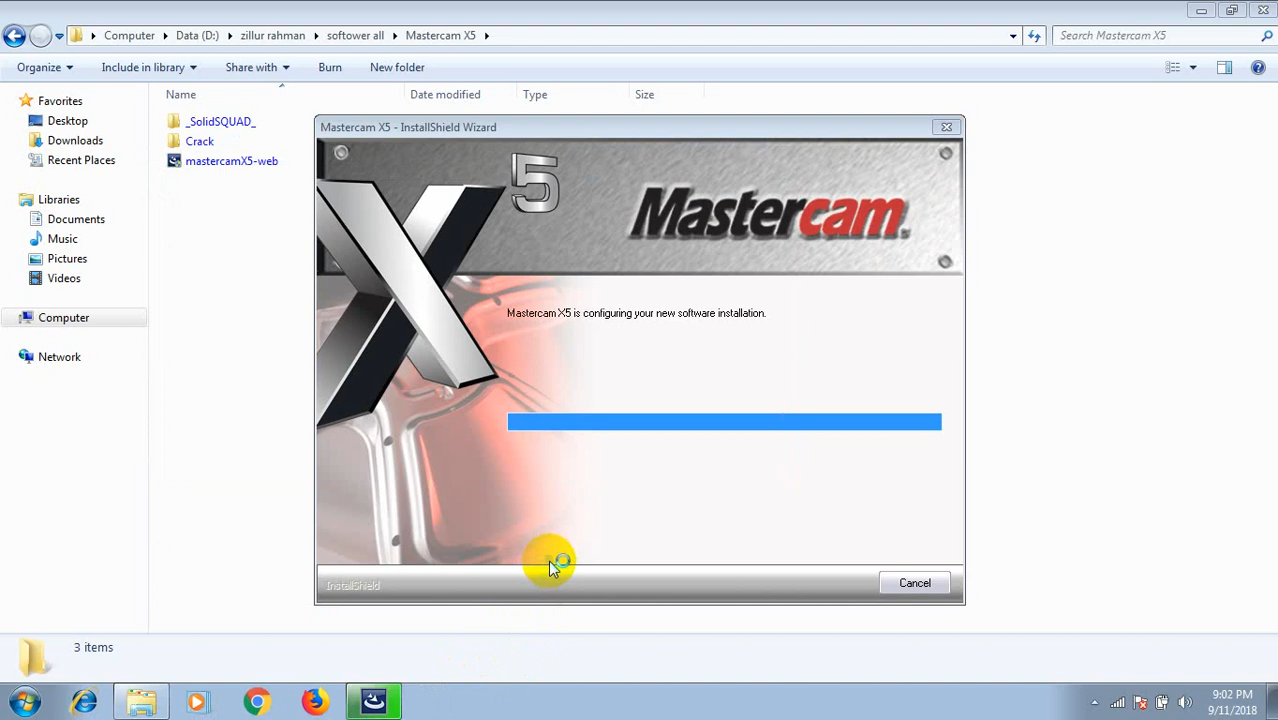 Computer
Data (D:)
zillur rahman
softower all
Mastercam X5
Search Mastercam X5
Organize
Include in library
Share with
Burn
New folder
Name
Date modified
Type
Size
Favorites
Desktop
Downloads
Recent Places
Libraries
Documents
Music
Pictures
Videos
Computer
Network
_SolidSQUAD_
Crack
mastercamX5-web
Mastercam X5 - InstallShield Wizard
X5
Mastercam®
Mastercam X5 is configuring your new software installation.
InstallShield
Cancel
3 items
9:02 PM
9/11/2018